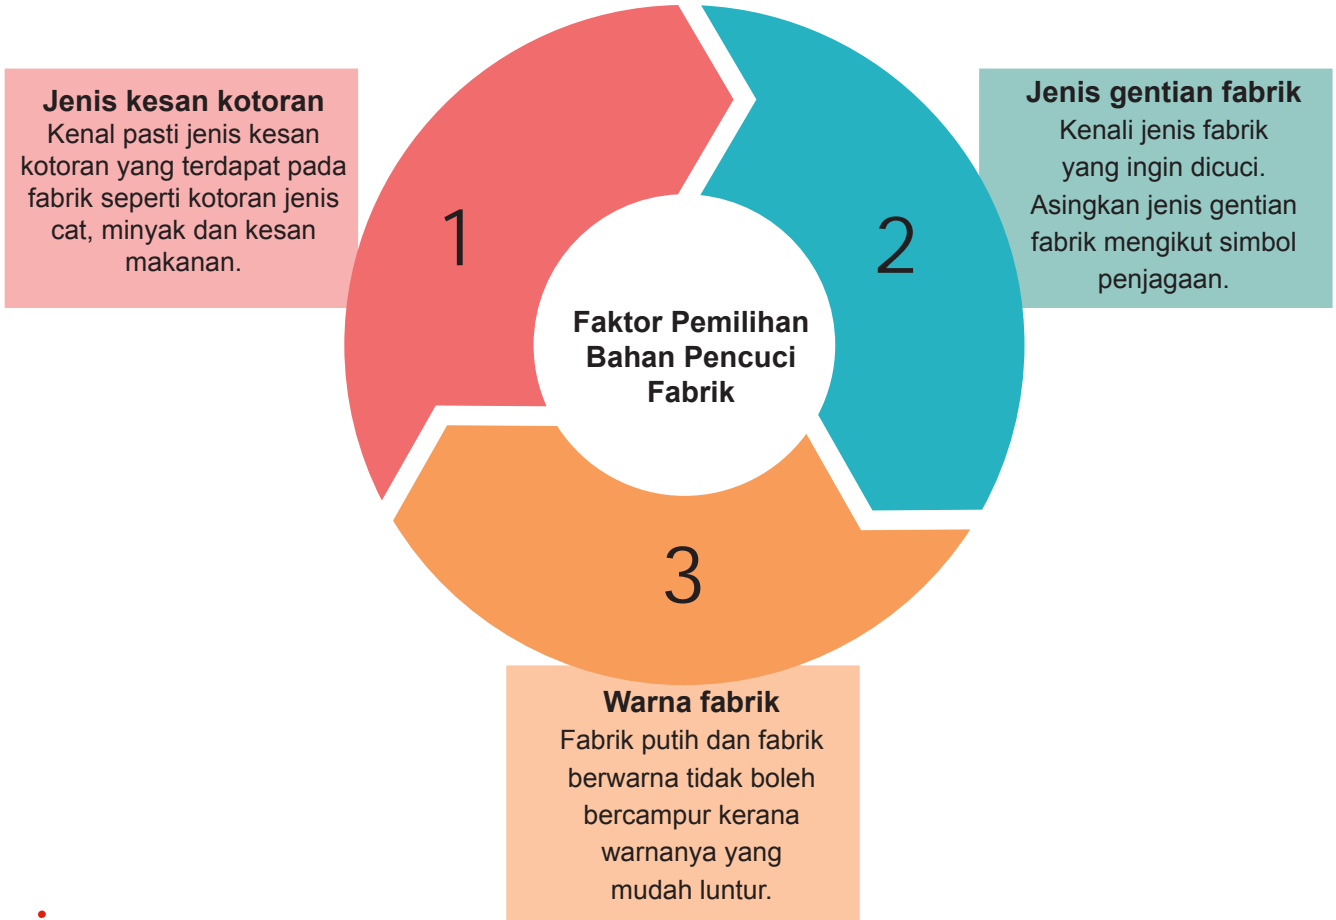 Jenis kesan kotoran
Kenal pasti jenis kesan
kotoran yang terdapat pada
fabrik seperti kotoran jenis
cat, minyak dan kesan
makanan.
1
Jenis gentian fabrik
Kenali jenis fabrik
yang ingin dicuci.
Asingkan jenis gentian
fabrik mengikut simbol
penjagaan.
2
Faktor Pemilihan
Bahan Pencuci
Fabrik
3
Warna fabrik
Fabrik putih dan fabrik
berwarna tidak boleh
bercampur kerana
warnanya yang
mudah luntur.